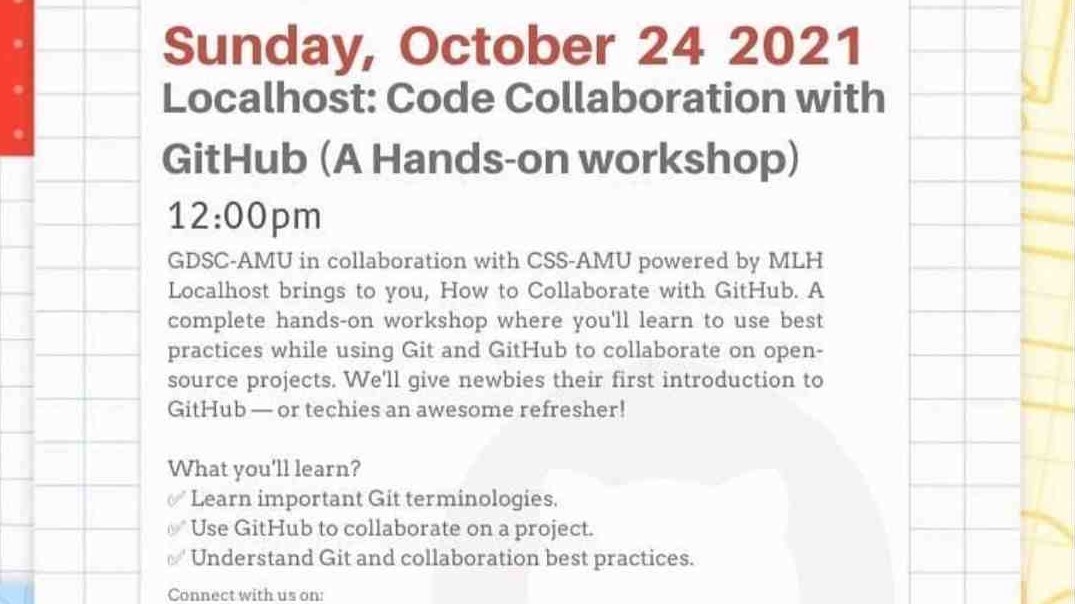 Sunday, October 24 2021
Localhost: Code Collaboration with
GitHub (A Hands-on workshop)
12:00pm
GDSC-AMU in collaboration with CSS-AMU powered by MLH
Localhost brings to you, How to Collaborate with GitHub. A
complete hands-on workshop where you'll learn to use best
practices while using Git and GitHub to collaborate on open-
source projects. We'll give newbies their first introduction to
GitHub — or techies an awesome refresher!
What you'll learn?
✅ Learn important Git terminologies.
✅ Use GitHub to collaborate on a project.
✅ Understand Git and collaboration best practices.
Connect with us on: